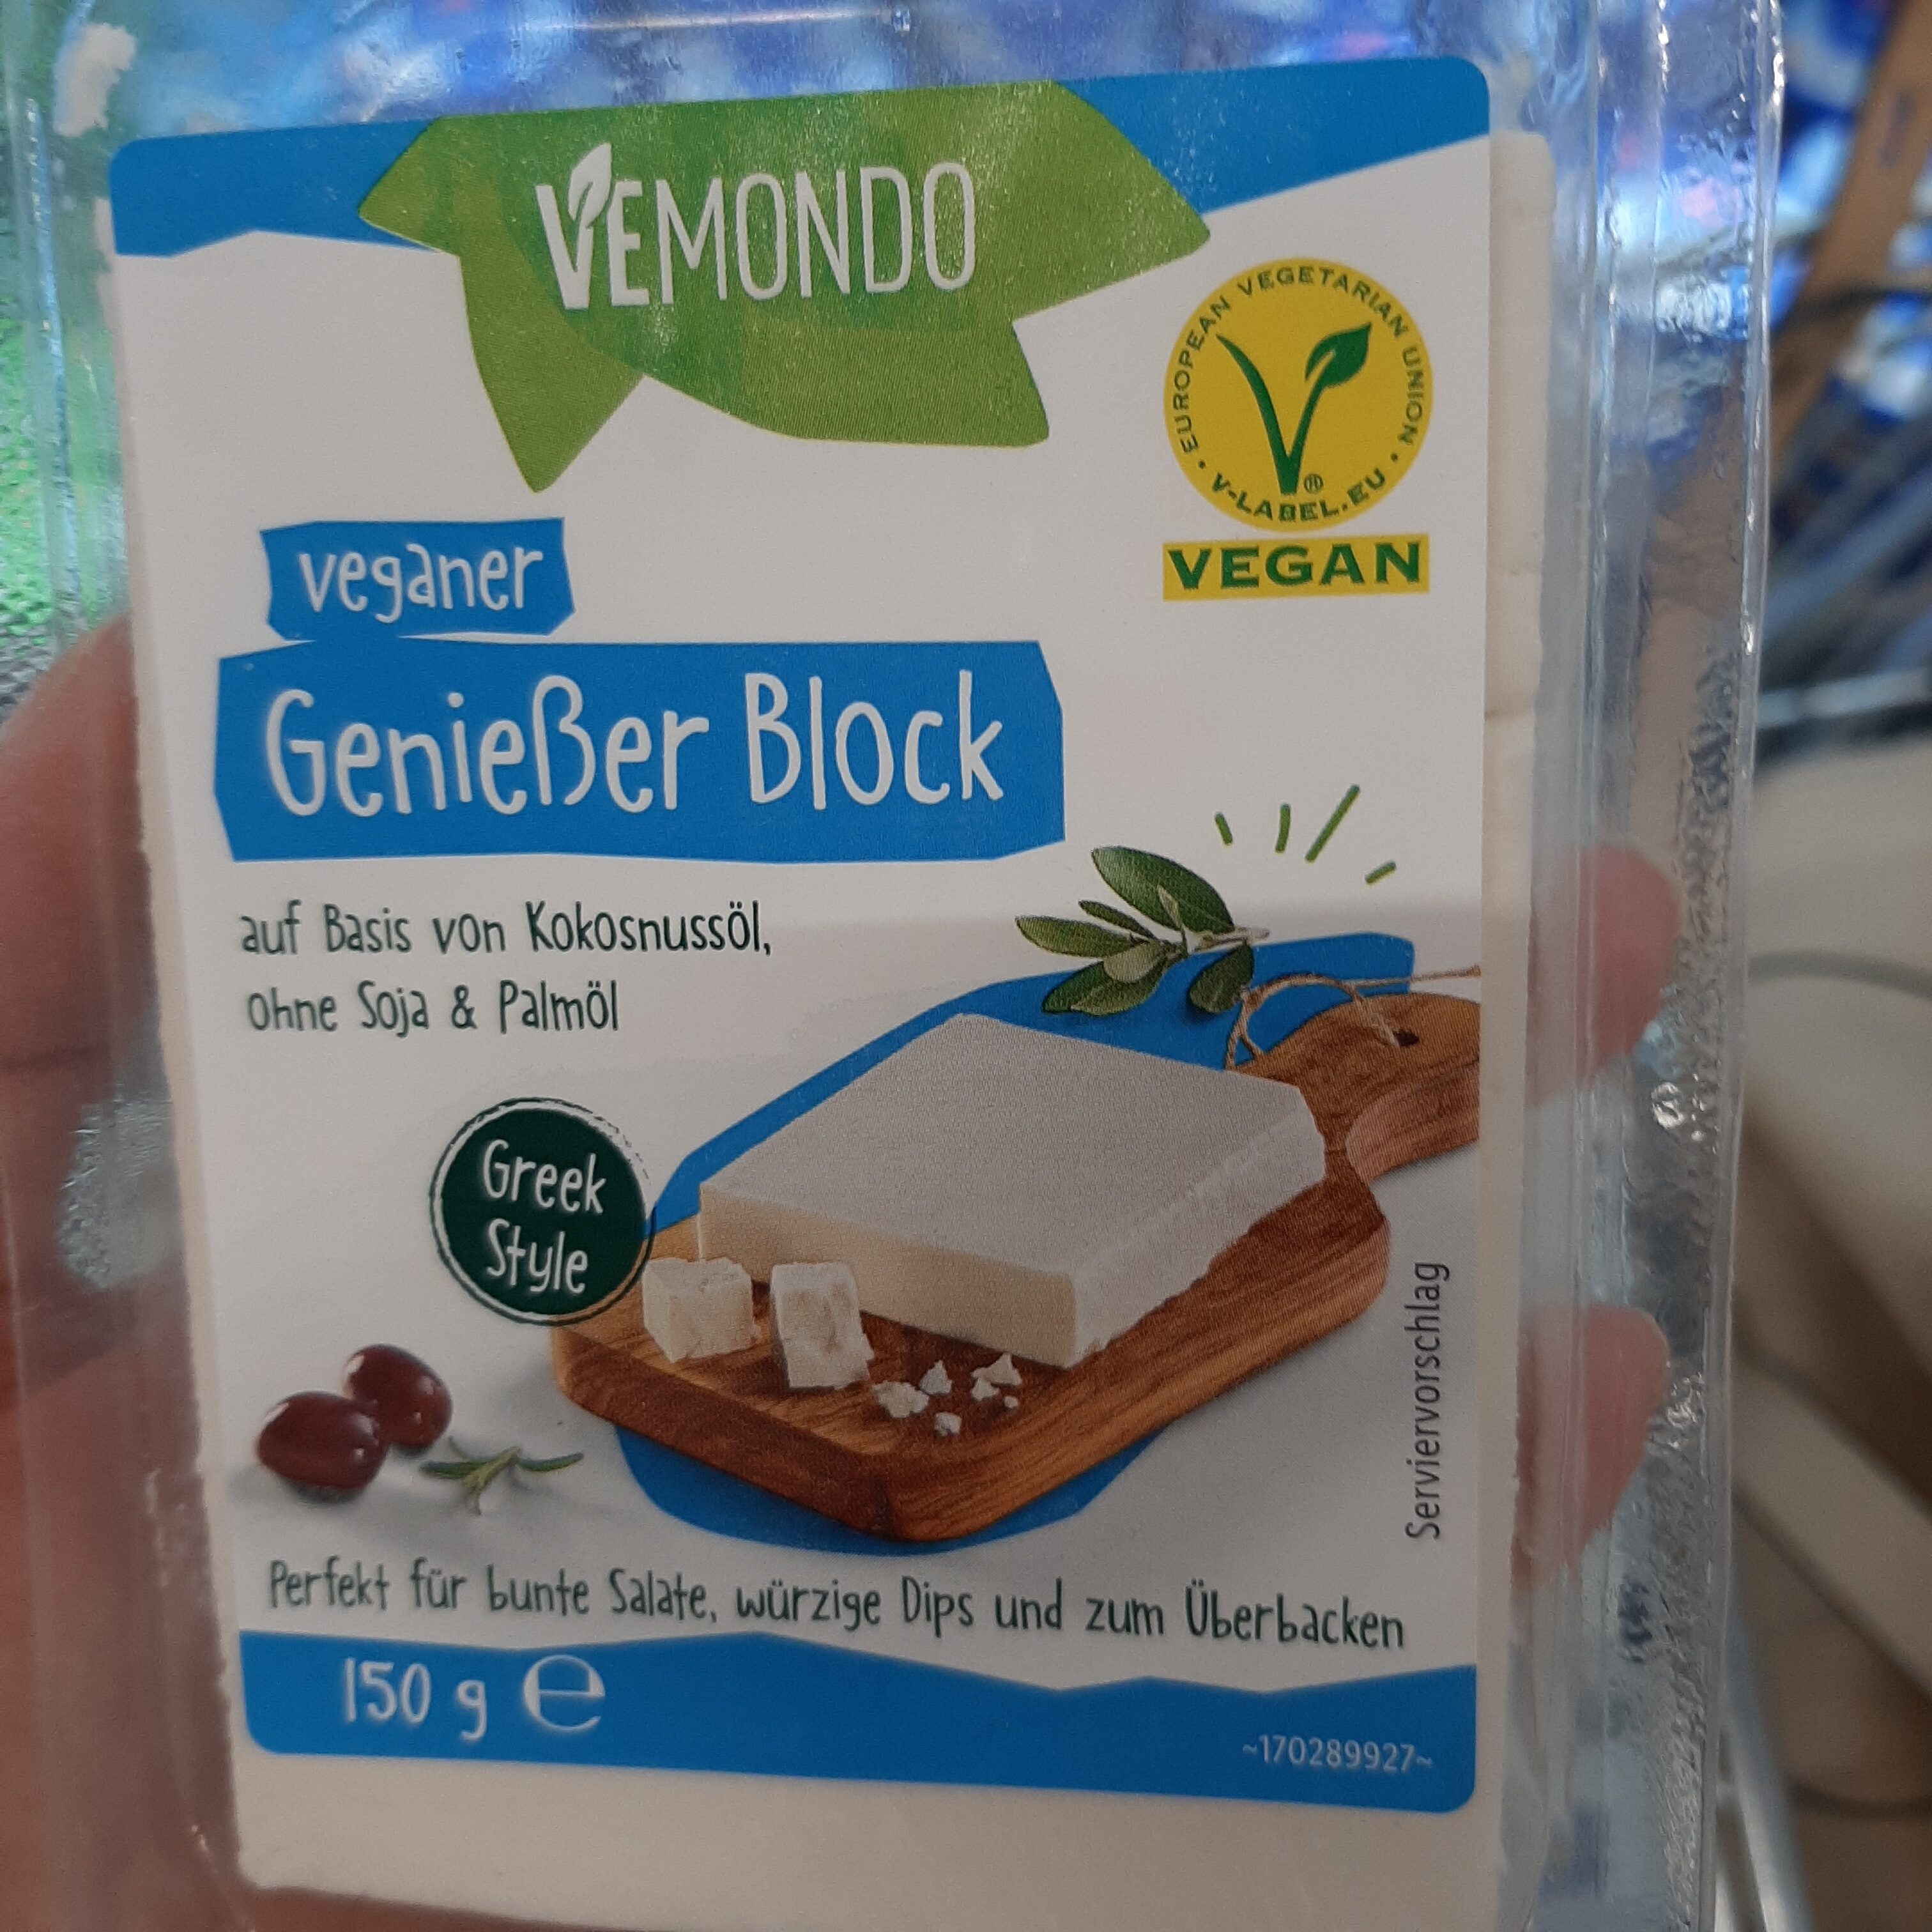 VEMONDO
EUROPEAN VEGETARIAN UNION
V-LABEL.EU
®
VEGAN
veganer
Genießer Block
auf Basis von Kokosnussöl,
ohne Soja & Palmöl
Greek
Style
Serviervorschlag
Perfekt für bunte Salate, würzige Dips und zum Überbacken
150 g e
~170289927~